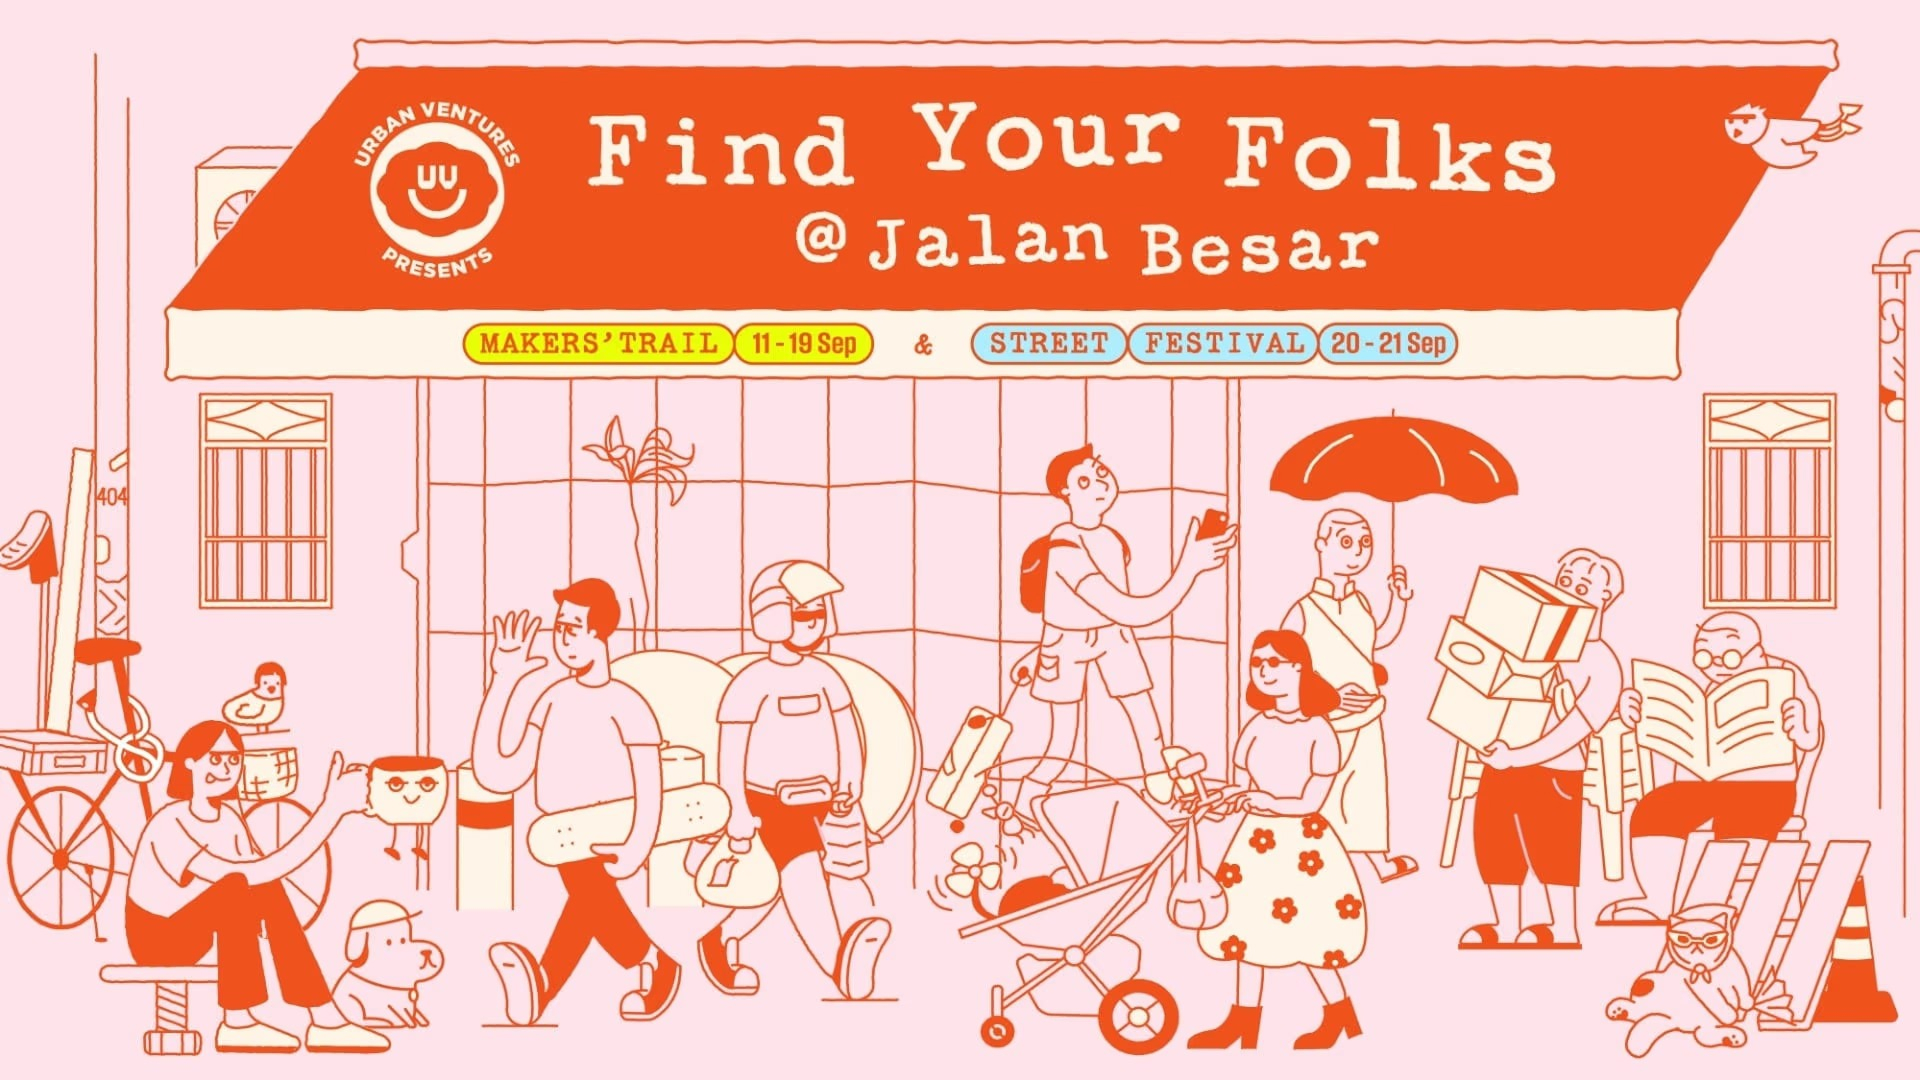 URBAN VENTURES
UU
PRESENTS
Find Your Folks
@ Jalan Besar
MAKERS' TRAIL 11 - 19 Sep & STREET FESTIVAL 20 - 21 Sep
404